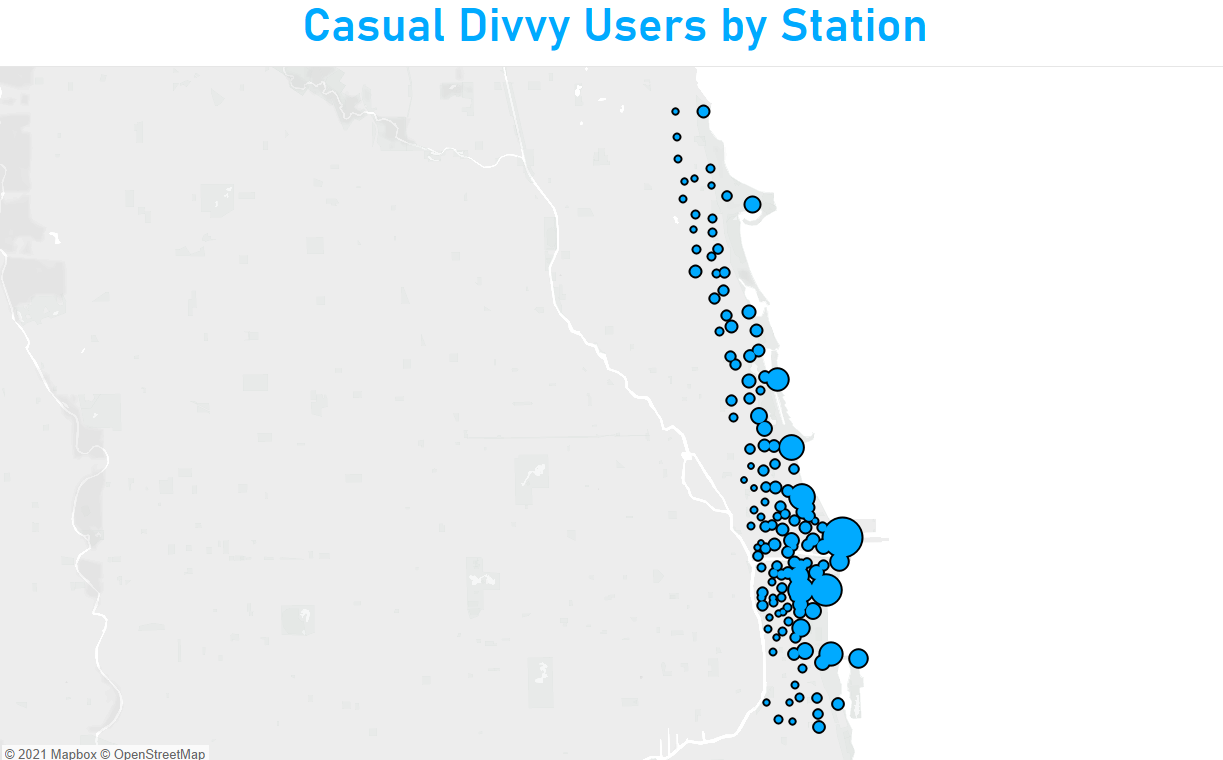 Casual Divvy Users by Station
© 2021 Mapbox © OpenStreetMap